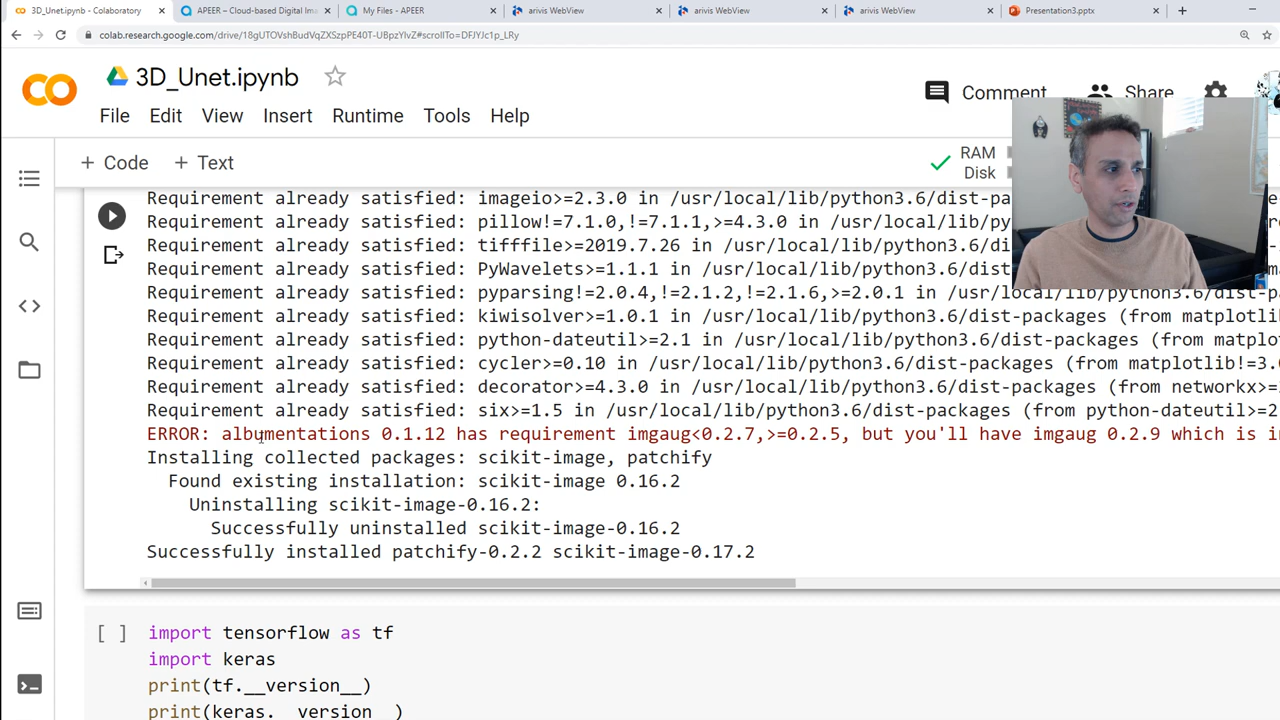 3D_Unet.ipynb - Colaboratory
APEER – Cloud-based Digital Ima
My Files - APEER
arivis WebView
arivis WebView
arivis WebView
Presentation3.pptx
colab.research.google.com/drive/18gUTOVshBudVqZXSzpPE40T-UBpzYlvZ#scrollTo=DFJYJc1p_LRy
3D_Unet.ipynb
Comment
Share
File Edit View Insert Runtime Tools Help
+ Code + Text
RAM
Disk
Requirement already satisfied: imageio>=2.3.0 in /usr/local/lib/python3.6/dist-pa
Requirement already satisfied: pillow!=7.1.0,!=7.1.1,>=4.3.0 in /usr/local/lib/py
Requirement already satisfied: tifffile>=2019.7.26 in /usr/local/lib/python3.6/di
Requirement already satisfied: PyWavelets>=1.1.1 in /usr/local/lib/python3.6/dist
Requirement already satisfied: pyparsing!=2.0.4,!=2.1.2,!=2.1.6,>=2.0.1 in /usr/local/lib/python3.6/dist-p
Requirement already satisfied: kiwisolver>=1.0.1 in /usr/local/lib/python3.6/dist-packages (from matplotlib
Requirement already satisfied: python-dateutil>=2.1 in /usr/local/lib/python3.6/dist-packages (from matplot
Requirement already satisfied: cycler>=0.10 in /usr/local/lib/python3.6/dist-packages (from matplotlib!=3.
Requirement already satisfied: decorator>=4.3.0 in /usr/local/lib/python3.6/dist-packages (from networkx>=
Requirement already satisfied: six>=1.5 in /usr/local/lib/python3.6/dist-packages (from python-dateutil>=2
ERROR: albumentations 0.1.12 has requirement imgaug<0.2.7,>=0.2.5, but you'll have imgaug 0.2.9 which is i
Installing collected packages: scikit-image, patchify
Found existing installation: scikit-image 0.16.2
Uninstalling scikit-image-0.16.2:
Successfully uninstalled scikit-image-0.16.2
Successfully installed patchify-0.2.2 scikit-image-0.17.2
[ ] import tensorflow as tf
import keras
print(tf.__version__)
print(keras.__version__)